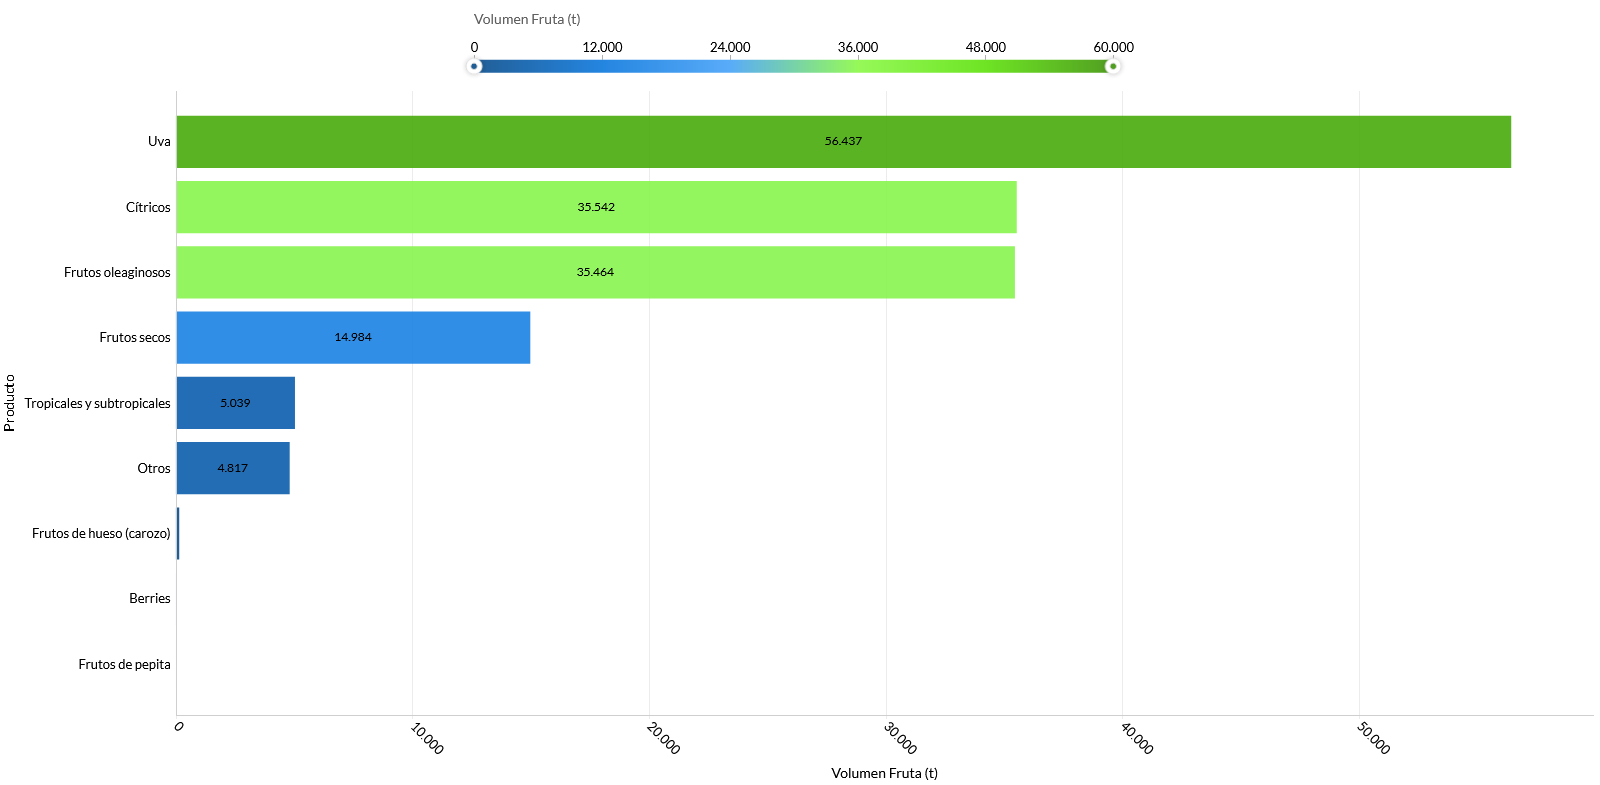 Volumen Fruta (t)
0 12.000 24.000 36.000 48.000 60.000
Uva 56.437
Cítricos 35.542
Frutos oleaginosos 35.464
Frutos secos 14.984
Tropicales y subtropicales 5.039
Otros 4.817
Frutos de hueso (carozo)
Berries
Frutos de pepita
Producto
0 10.000 20.000 30.000 40.000 50.000
Volumen Fruta (t)